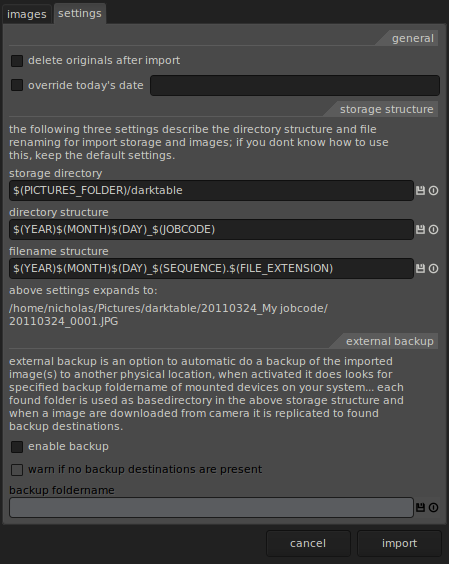 images settings
general
delete originals after import
override today's date
storage structure
the following three settings describe the directory structure and file
renaming for import storage and images; if you dont know how to use
this, keep the default settings.
storage directory
$(PICTURES_FOLDER)/darktable
directory structure
$(YEAR)$(MONTH)$(DAY)_$(JOBCODE)
filename structure
$(YEAR)$(MONTH)$(DAY)_$(SEQUENCE).$(FILE_EXTENSION)
above settings expands to:
/home/nicholas/Pictures/darktable/20110324_My jobcode/
20110324_0001.JPG
external backup
external backup is an option to automatic do a backup of the imported
image(s) to another physical location, when activated it does looks for
specified backup foldername of mounted devices on your system... each
found folder is used as basedirectory in the above storage structure and
when a image are downloaded from camera it is replicated to found
backup destinations.
enable backup
warn if no backup destinations are present
backup foldername
cancel import